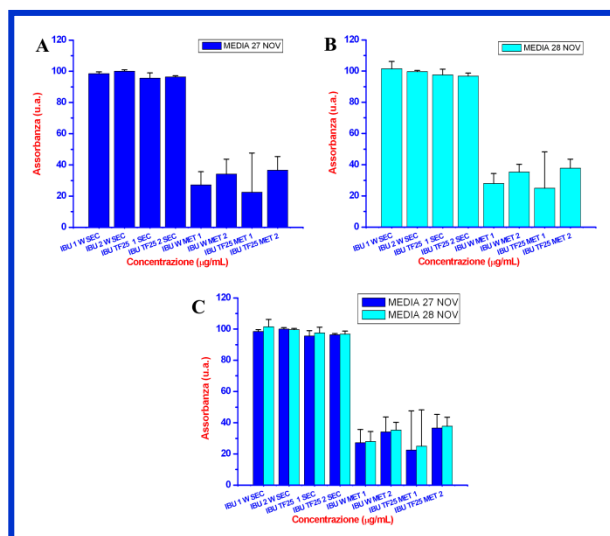 A
MEDIA 27 NOV
120
100
80
60
40
20
0
Assorbanza (u.a.)
IBU 1 W SEC
IBU 2 W SEC
IBU TF25 1 SEC
IBU TF25 2 SEC
IBU W MET 1
IBU W MET 2
IBU TF25 MET 1
IBU TF25 MET 2
Concentrazione (µg/mL)
B
MEDIA 28 NOV
120
100
80
60
40
20
0
Assorbanza (u.a.)
IBU 1 W SEC
IBU 2 W SEC
IBU TF25 1 SEC
IBU TF25 2 SEC
IBU W MET 1
IBU W MET 2
IBU TF25 MET 1
IBU TF25 MET 2
Concentrazione (µg/mL)
C
MEDIA 27 NOV
MEDIA 28 NOV
120
100
80
60
40
20
0
Assorbanza (u.a.)
IBU 1 W SEC
IBU 2 W SEC
IBU TF25 1 SEC
IBU TF25 2 SEC
IBU W MET 1
IBU W MET 2
IBU TF25 MET 1
IBU TF25 MET 2
Concentrazione (µg/mL)